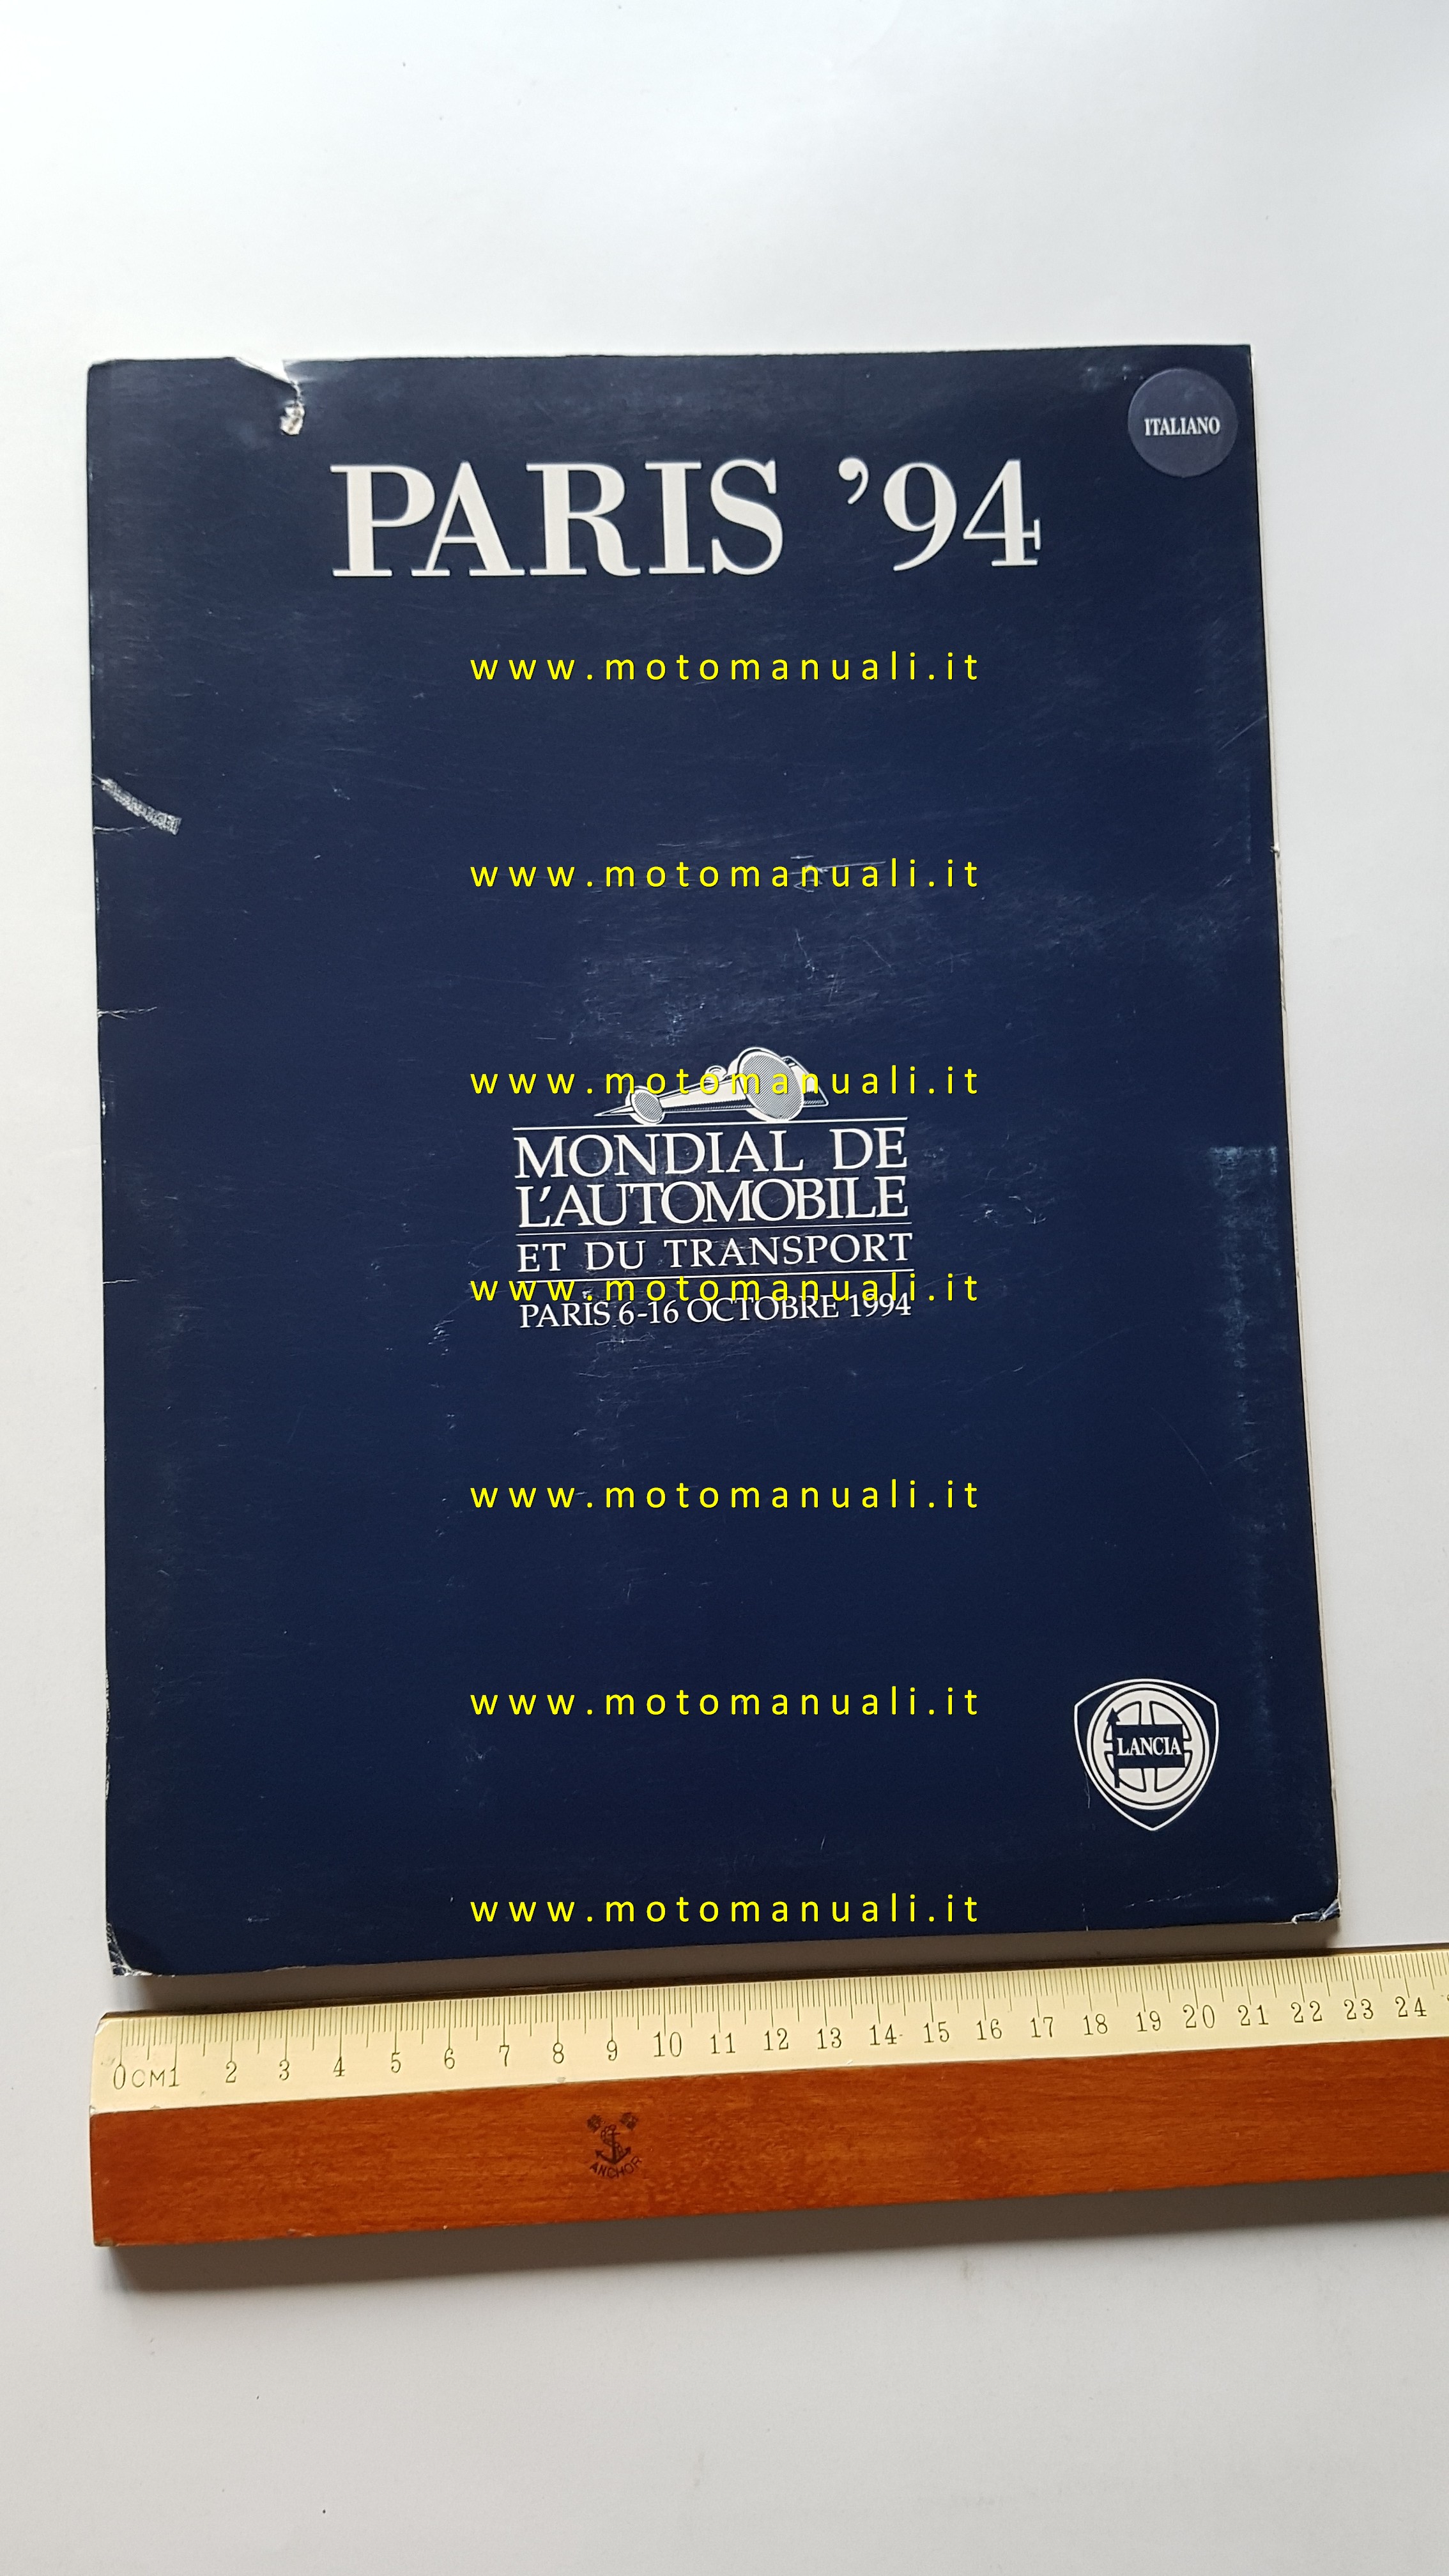 ITALIANO
PARIS ’94
www.motomanuali.it
www.motomanuali.it
www.motomanuali.it
MONDIAL DE
L’AUTOMOBILE
ET DU TRANSPORT
www.motomanuali.it
PARIS 6-16 OCTOBRE 1994
www.motomanuali.it
www.motomanuali.it
LANCIA
www.motomanuali.it
0CM1 2 3 4 5 6 7 8 9 10 11 12 13 14 15 16 17 18 19 20 21 22 23 24
ANCHOR